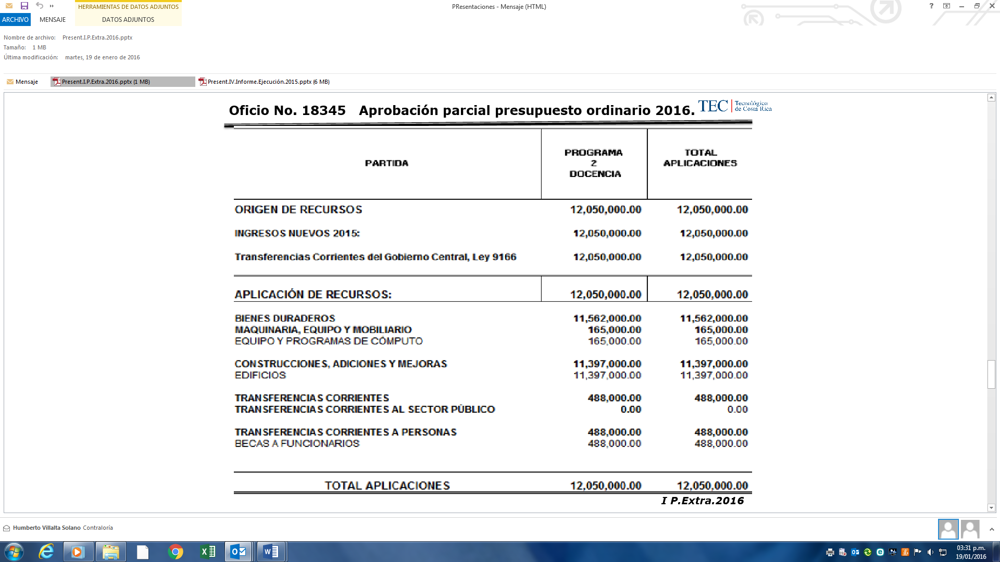 HERRAMIENTAS DE DATOS ADJUNTOS
PResentaciones - Mensaje (HTML)
ARCHIVO MENSAJE DATOS ADJUNTOS
Nombre de archivo: Present.I.P.Extra.2016.pptx
Tamaño: 1 MB
Última modificación: martes, 19 de enero de 2016
Mensaje Present.I.P.Extra.2016.pptx (1 MB) Present.IV.Informe.Ejecución.2015.pptx (6 MB)
Oficio No. 18345 Aprobación parcial presupuesto ordinario 2016.
TEC Tecnológico
de Costa Rica
PARTIDA
PROGRAMA
2
DOCENCIA
TOTAL
APLICACIONES
ORIGEN DE RECURSOS 12,050,000.00 12,050,000.00
INGRESOS NUEVOS 2015: 12,050,000.00 12,050,000.00
Transferencias Corrientes del Gobierno Central, Ley 9166 12,050,000.00 12,050,000.00
APLICACIÓN DE RECURSOS: 12,050,000.00 12,050,000.00
BIENES DURADEROS 11,562,000.00 11,562,000.00
MAQUINARIA, EQUIPO Y MOBILIARIO 165,000.00 165,000.00
EQUIPO Y PROGRAMAS DE CÓMPUTO 165,000.00 165,000.00
CONSTRUCCIONES, ADICIONES Y MEJORAS 11,397,000.00 11,397,000.00
EDIFICIOS 11,397,000.00 11,397,000.00
TRANSFERENCIAS CORRIENTES 488,000.00 488,000.00
TRANSFERENCIAS CORRIENTES AL SECTOR PÚBLICO 0.00 0.00
TRANSFERENCIAS CORRIENTES A PERSONAS 488,000.00 488,000.00
BECAS A FUNCIONARIOS 488,000.00 488,000.00
TOTAL APLICACIONES 12,050,000.00 12,050,000.00
I P.Extra.2016
Humberto Villalta Solano Contraloría
03:31 p.m.
19/01/2016